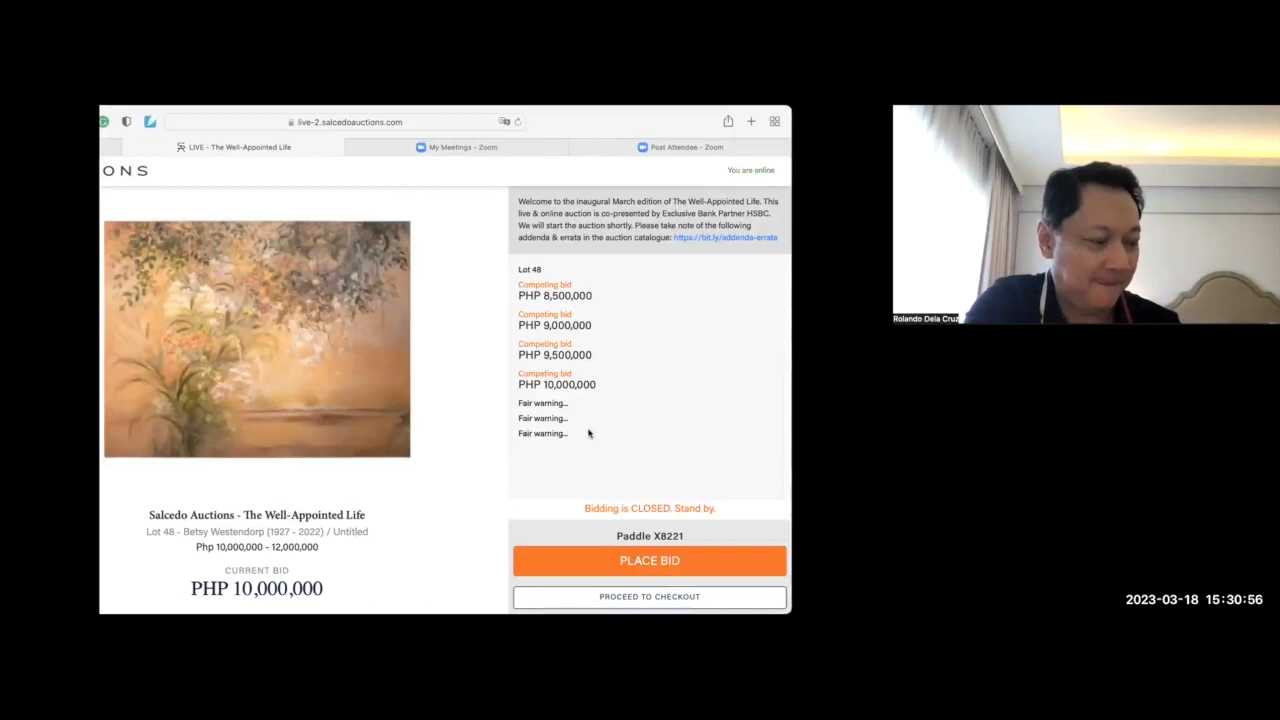 live-2.salcedoauctions.com
LIVE - The Well-Appointed Life
My Meetings - Zoom
Post Attendee - Zoom
ONS
You are online
Welcome to the inaugural March edition of The Well-Appointed Life. This
live & online auction is co-presented by Exclusive Bank Partner HSBC.
We will start the auction shortly. Please take note of the following
addenda & errata in the auction catalogue: https://bit.ly/addenda-errata
Lot 48
Competing bid
PHP 8,500,000
Competing bid
PHP 9,000,000
Competing bid
PHP 9,500,000
Competing bid
PHP 10,000,000
Fair warning...
Fair warning...
Fair warning...
Bidding is CLOSED. Stand by.
Paddle X8221
PLACE BID
PROCEED TO CHECKOUT
Salcedo Auctions - The Well-Appointed Life
Lot 48 - Betsy Westendorp (1927 - 2022) / Untitled
Php 10,000,000 - 12,000,000
CURRENT BID
PHP 10,000,000
Rolando Dela Cruz
2023-03-18 15:30:56